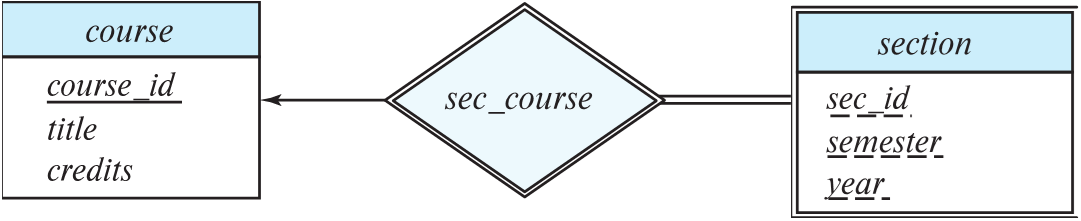 course
course_id
title
credits
sec_course
section
sec_id
semester
year